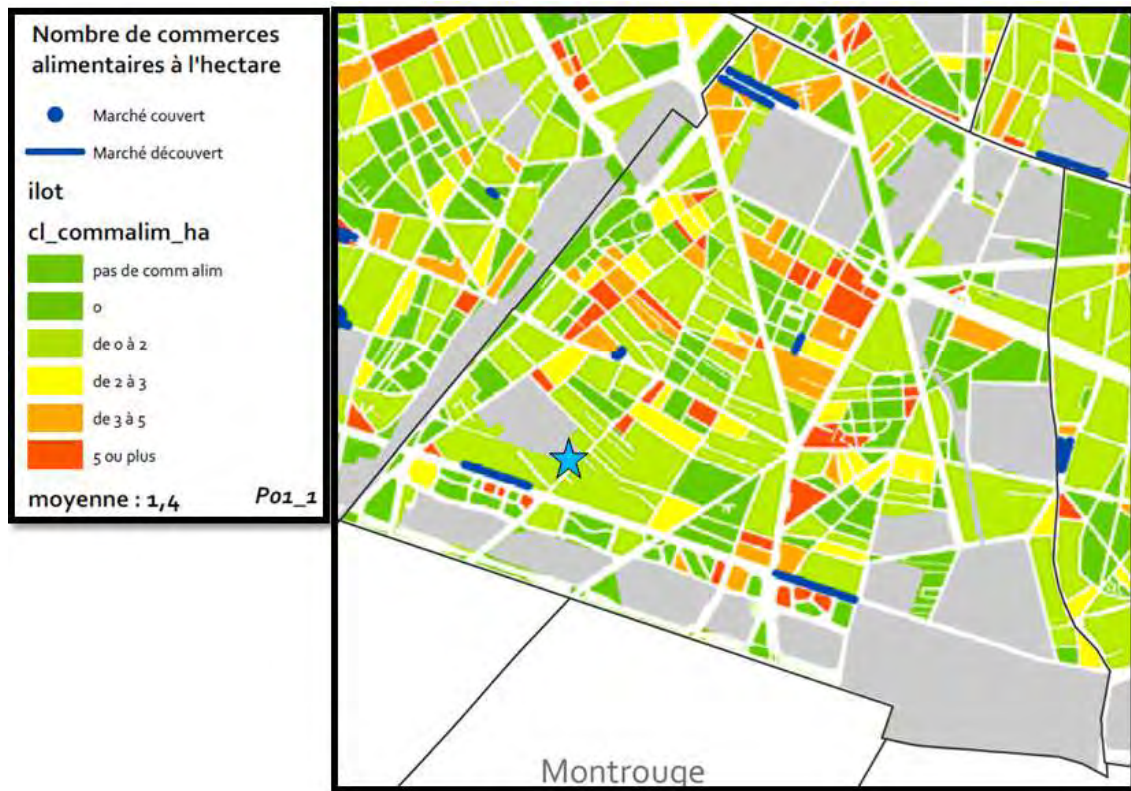 Nombre de commerces
alimentaires à l'hectare
Marché couvert
Marché découvert
ilot
cl_commalim_ha
pas de comm alim
0
de 0 à 2
de 2 à 3
de 3 à 5
5 ou plus
moyenne : 1,4 P01_1
Montrouge